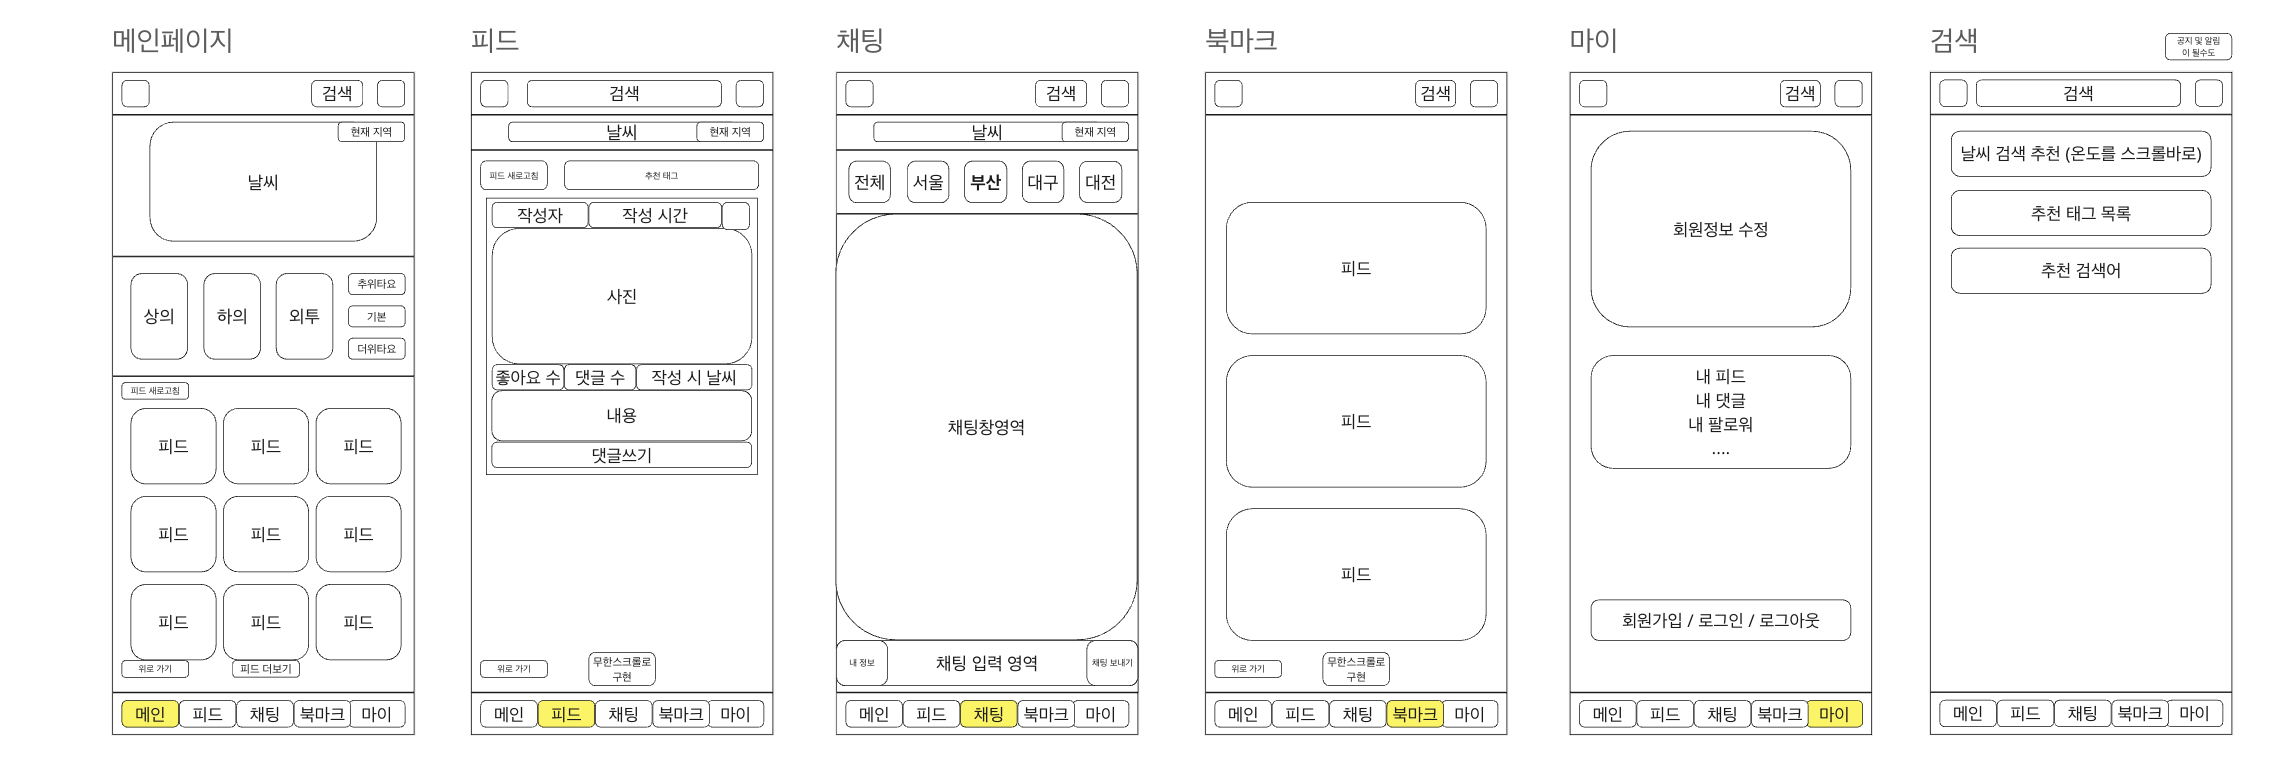 메인페이지
검색
현재 지역
날씨
상의
하의
외투
추위타요
기본
더위타요
피드 새로고침
피드
피드
피드
피드
피드
피드
피드
피드
피드
위로 가기
피드 더보기
메인
피드
채팅
북마크
마이
피드
검색
날씨
현재 지역
피드 새로고침
추천 태그
작성자
작성 시간
사진
좋아요 수
댓글 수
작성 시 날씨
내용
댓글쓰기
위로 가기
무한스크롤로
구현
메인
피드
채팅
북마크
마이
채팅
검색
날씨
현재 지역
전체
서울
부산
대구
대전
채팅창영역
내 정보
채팅 입력 영역
채팅 보내기
메인
피드
채팅
북마크
마이
북마크
검색
피드
피드
피드
위로 가기
무한스크롤로
구현
메인
피드
채팅
북마크
마이
마이
검색
회원정보 수정
내 피드
내 댓글
내 팔로워
....
회원가입 / 로그인 / 로그아웃
메인
피드
채팅
북마크
마이
검색
공지 및 알림
이 될수도
검색
날씨 검색 추천 (온도를 스크롤바로)
추천 태그 목록
추천 검색어
메인
피드
채팅
북마크
마이